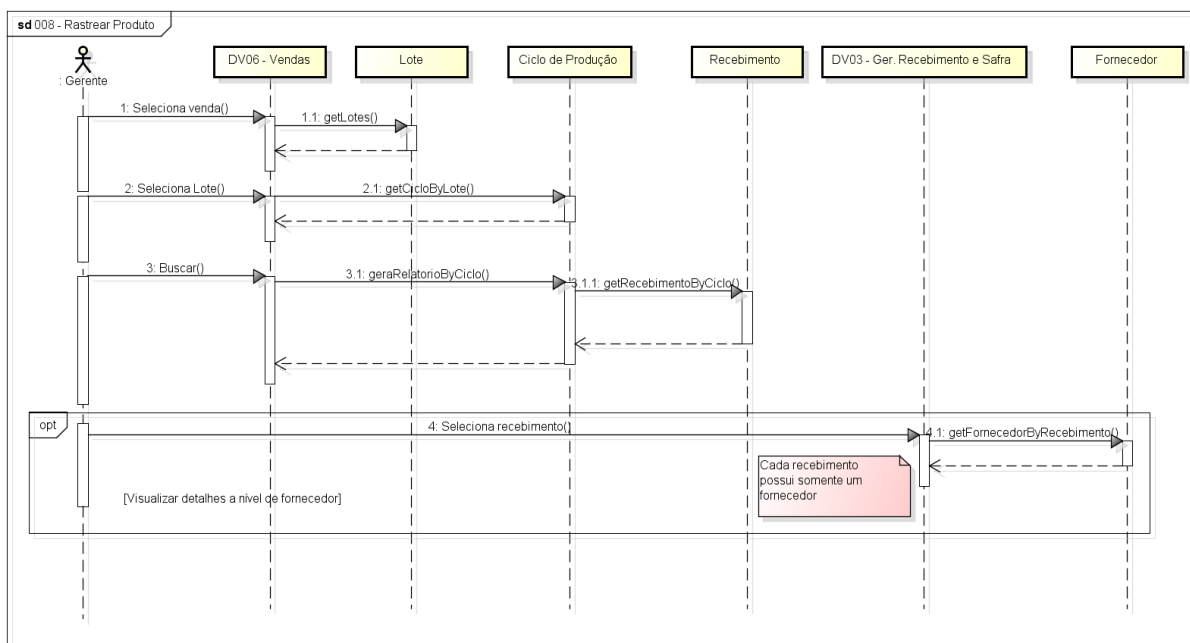 sd 008 - Rastrear Produto
: Gerente
DV06 - Vendas
Lote
Ciclo de Produção
Recebimento
DV03 - Ger. Recebimento e Safra
Fornecedor
1: Seleciona venda()
1.1: getLotes()
2: Seleciona Lote()
2.1: getCicloByLote()
3: Buscar()
3.1: geraRelatorioByCiclo()
3.1.1: getRecebimentoByCiclo()
opt
4: Seleciona recebimento()
4.1: getFornecedorByRecebimento()
Cada recebimento
possui somente um
fornecedor
[Visualizar detalhes a nível de fornecedor]